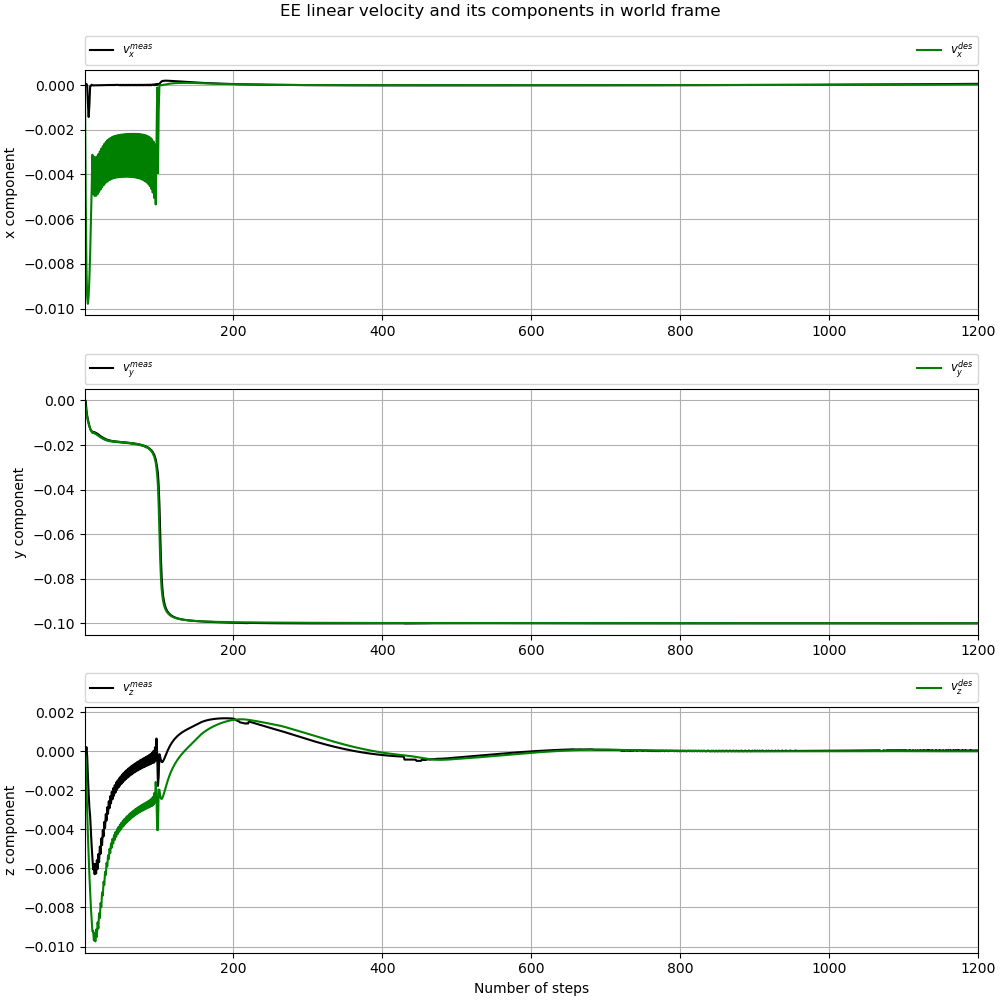 EE linear velocity and its components in world frame
v_x^meas v_x^des
0.000
−0.002
−0.004
−0.006
−0.008
−0.010
x component
200 400 600 800 1000 1200
v_y^meas v_y^des
0.00
−0.02
−0.04
−0.06
−0.08
−0.10
y component
200 400 600 800 1000 1200
v_z^meas v_z^des
0.002
0.000
−0.002
−0.004
−0.006
−0.008
−0.010
z component
200 400 600 800 1000 1200
Number of steps